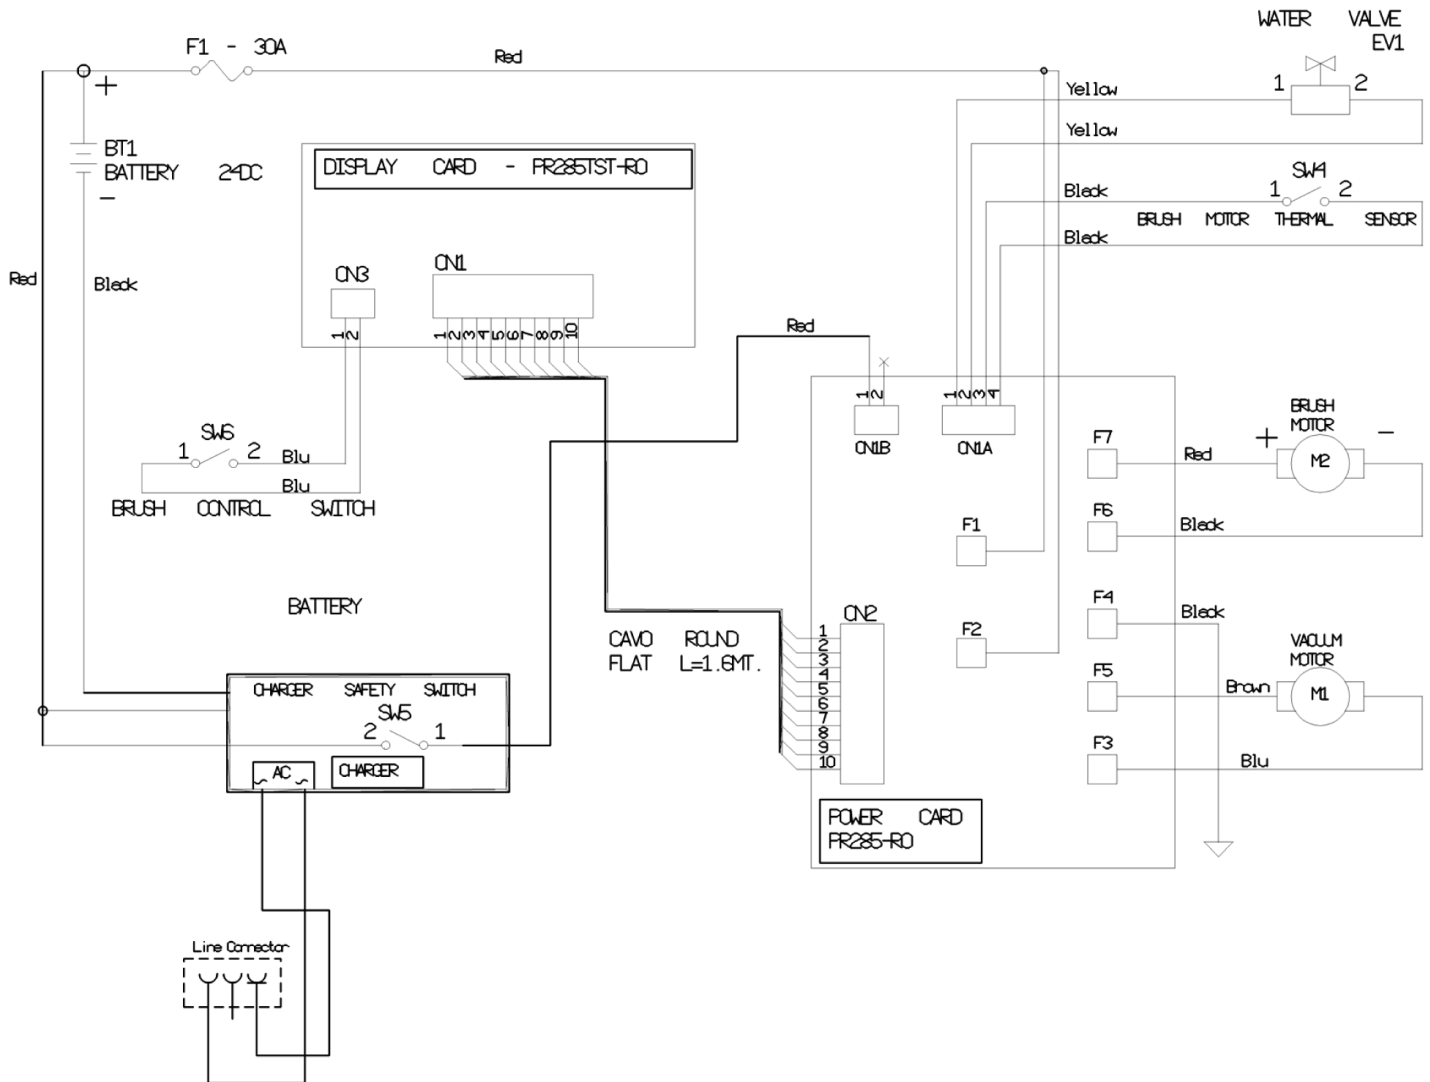 WATER VALVE
EV1
F1 - 30A
Red
+
1 2
Yellow
Yellow
BT1
BATTERY 24DC
-
DISPLAY CARD - PR285TST-RO
SW4
1 2
Black
BRUSH MOTOR THERMAL SENSOR
Black
Red
Black
CN3
CN1
1 2
1 2 3 4 5 6 7 8 9 10
Red
1 2
1 2 3 4
CN1B
CN1A
SW6
1 2
Blu
Blu
BRUSH CONTROL SWITCH
F7
Red
BRUSH
MOTOR
+ -
M2
F6
Black
F1
BATTERY
F4
Black
F2
CAVO ROUND
FLAT L=1.6MT.
CN2
1
2
3
4
5
6
7
8
9
10
F5
Brown
VACUUM
MOTOR
M1
F3
Blu
CHARGER SAFETY SWITCH
SW5
2 1
AC
~ ~
CHARGER
POWER CARD
PR285-RO
Line Connector